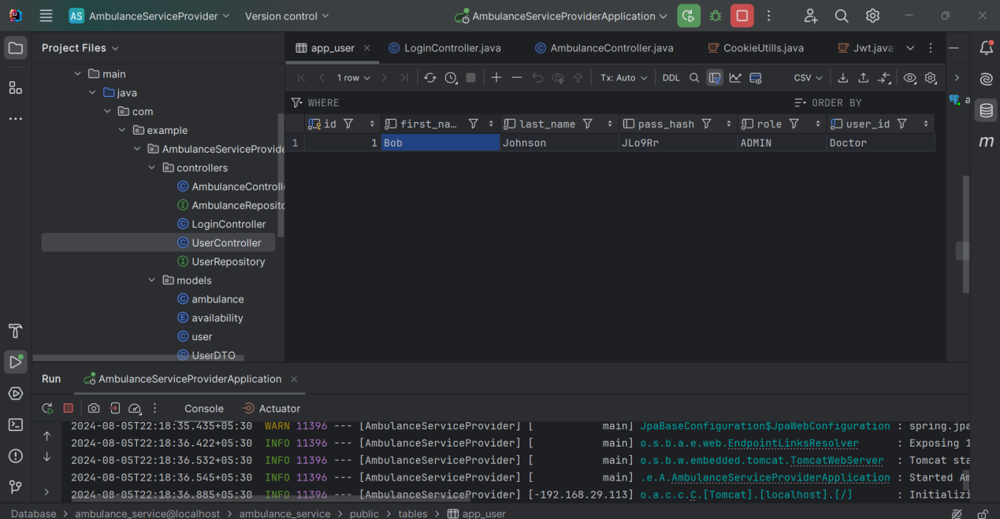 AS AmbulanceServiceProvider Version control AmbulanceServiceProviderApplication
Project Files
app_user LoginController.java AmbulanceController.java CookieUtils.java Jwt.java
main
java
com
example
AmbulanceServiceProvide
controllers
AmbulanceControll
AmbulanceReposito
LoginController
UserController
UserRepository
models
ambulance
availability
user
UserDTO
1 row Tx: Auto DDL CSV
WHERE ORDER BY
id first_na... last_name pass_hash role user_id
1 1 Bob Johnson JLo9Rr ADMIN Doctor
a
m
Run AmbulanceServiceProviderApplication
Console Actuator
2024-08-05T22:18:35.435+05:30 WARN 11396 --- [AmbulanceServiceProvider] [ main] JpaBaseConfiguration$JpaWebConfiguration : spring.jpa
2024-08-05T22:18:36.422+05:30 INFO 11396 --- [AmbulanceServiceProvider] [ main] o.s.b.a.e.web.EndpointLinksResolver : Exposing 1
2024-08-05T22:18:36.532+05:30 INFO 11396 --- [AmbulanceServiceProvider] [ main] o.s.b.w.embedded.tomcat.TomcatWebServer : Tomcat sta
2024-08-05T22:18:36.545+05:30 INFO 11396 --- [AmbulanceServiceProvider] [ main] .e.A.AmbulanceServiceProviderApplication : Started Am
2024-08-05T22:18:36.885+05:30 INFO 11396 --- [AmbulanceServiceProvider] [-192.168.29.113] o.a.c.c.C.[Tomcat].[localhost].[/] : Initializi
Database > ambulance_service@localhost > ambulance_service > public > tables > app_user